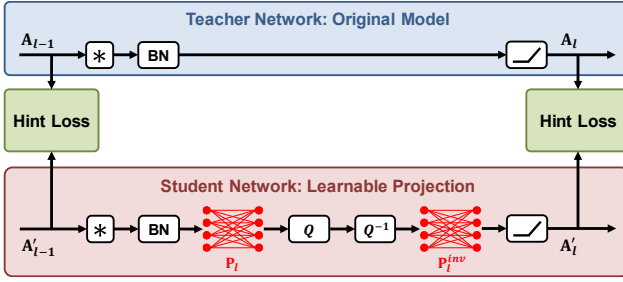 Teacher Network: Original Model
A_{l−1} * BN A_l
Hint Loss Hint Loss
Student Network: Learnable Projection
A'_{l−1} * BN P_l Q Q^{−1} P_l^{inv} A'_l